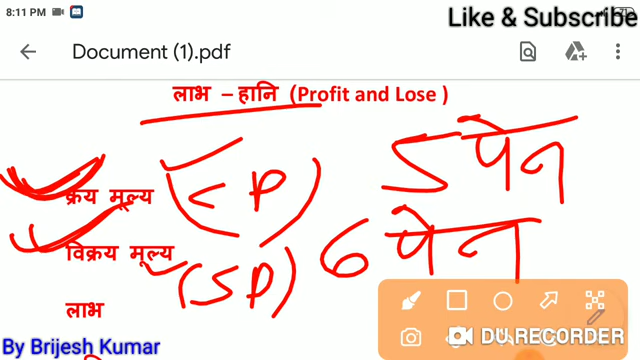 8:11 PM
71
Like & Subscribe
Document (1).pdf
लाभ – हानि (Profit and Lose )
क्रय मूल्य (CP) 5 पेन
विक्रय मूल्य (SP) 6 पेन
लाभ
DU RECORDER
By Brijesh Kumar